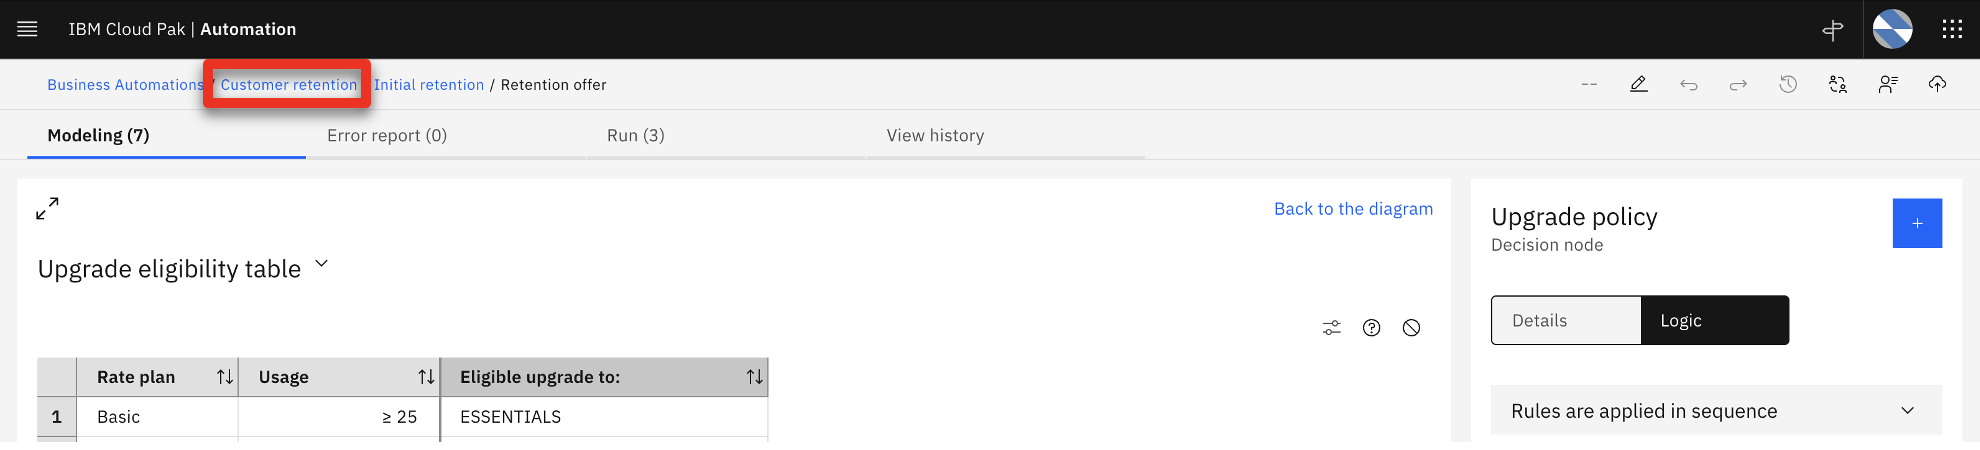 IBM Cloud Pak | Automation
Business Automations / Customer retention Initial retention / Retention offer
--
Modeling (7) Error report (0) Run (3) View history
Back to the diagram
Upgrade policy
Decision node
+
Upgrade eligibility table
Details Logic
Rate plan Usage Eligible upgrade to:
1 Basic ≥ 25 ESSENTIALS
Rules are applied in sequence